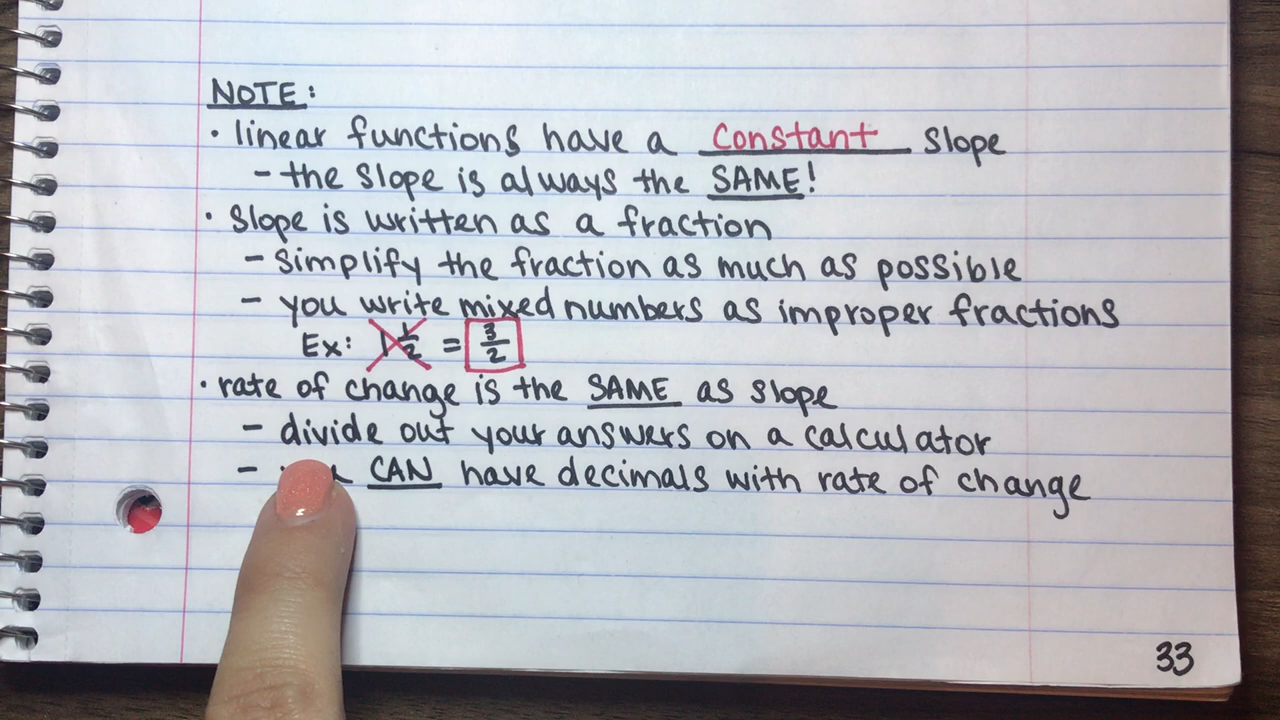 NOTE:
• linear functions have a constant slope
- the slope is always the SAME!
• slope is written as a fraction
- simplify the fraction as much as possible
- you write mixed numbers as improper fractions
Ex: 1 1/2 = 3/2
• rate of change is the SAME as slope
- divide out your answers on a calculator
- CAN have decimals with rate of change
33